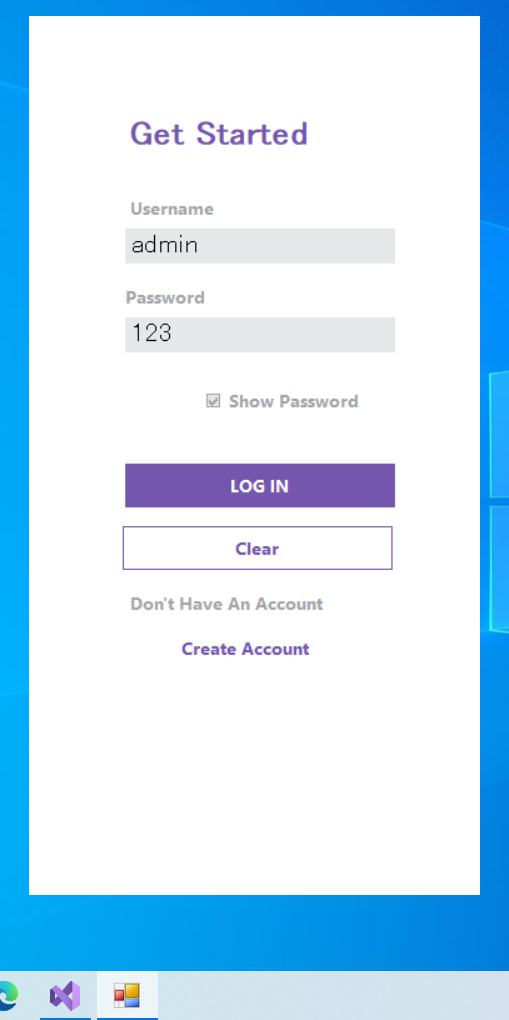 Get Started
Username
admin
Password
123
Show Password
LOG IN
Clear
Don't Have An Account
Create Account